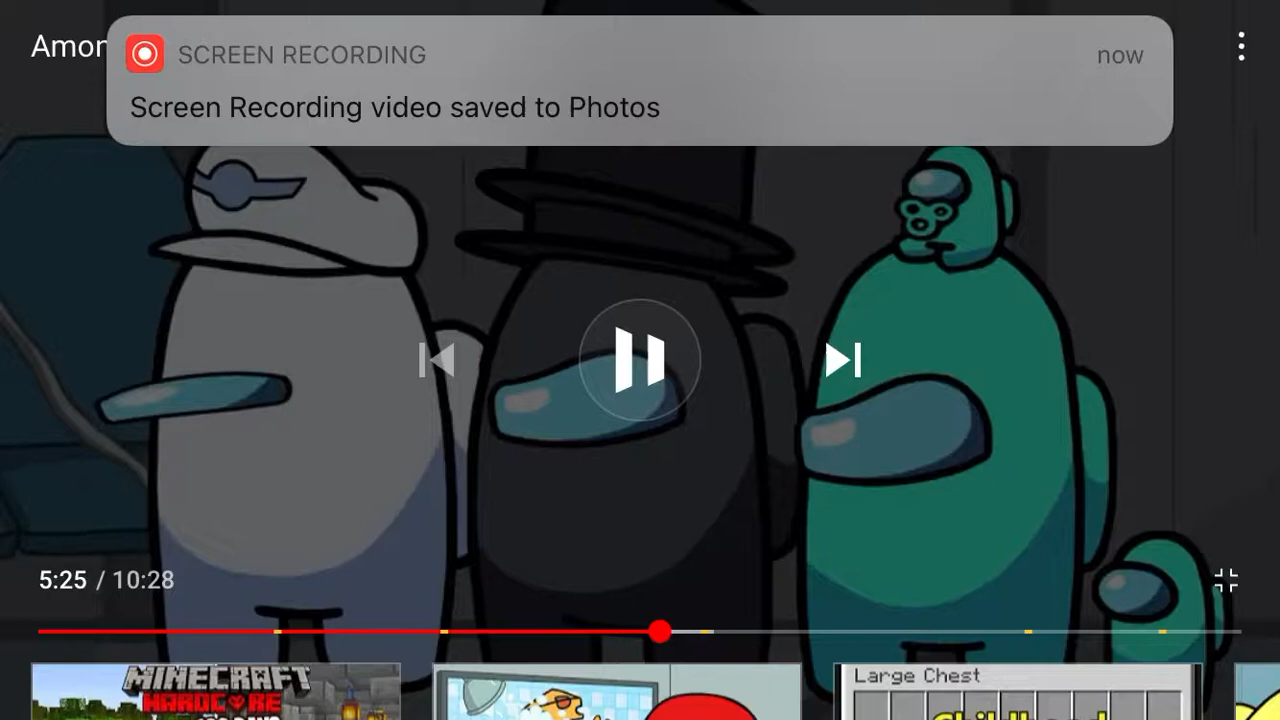 Amon
SCREEN RECORDING
now
Screen Recording video saved to Photos
5:25 / 10:28
MINECRAFT
HARDCORE
Large Chest